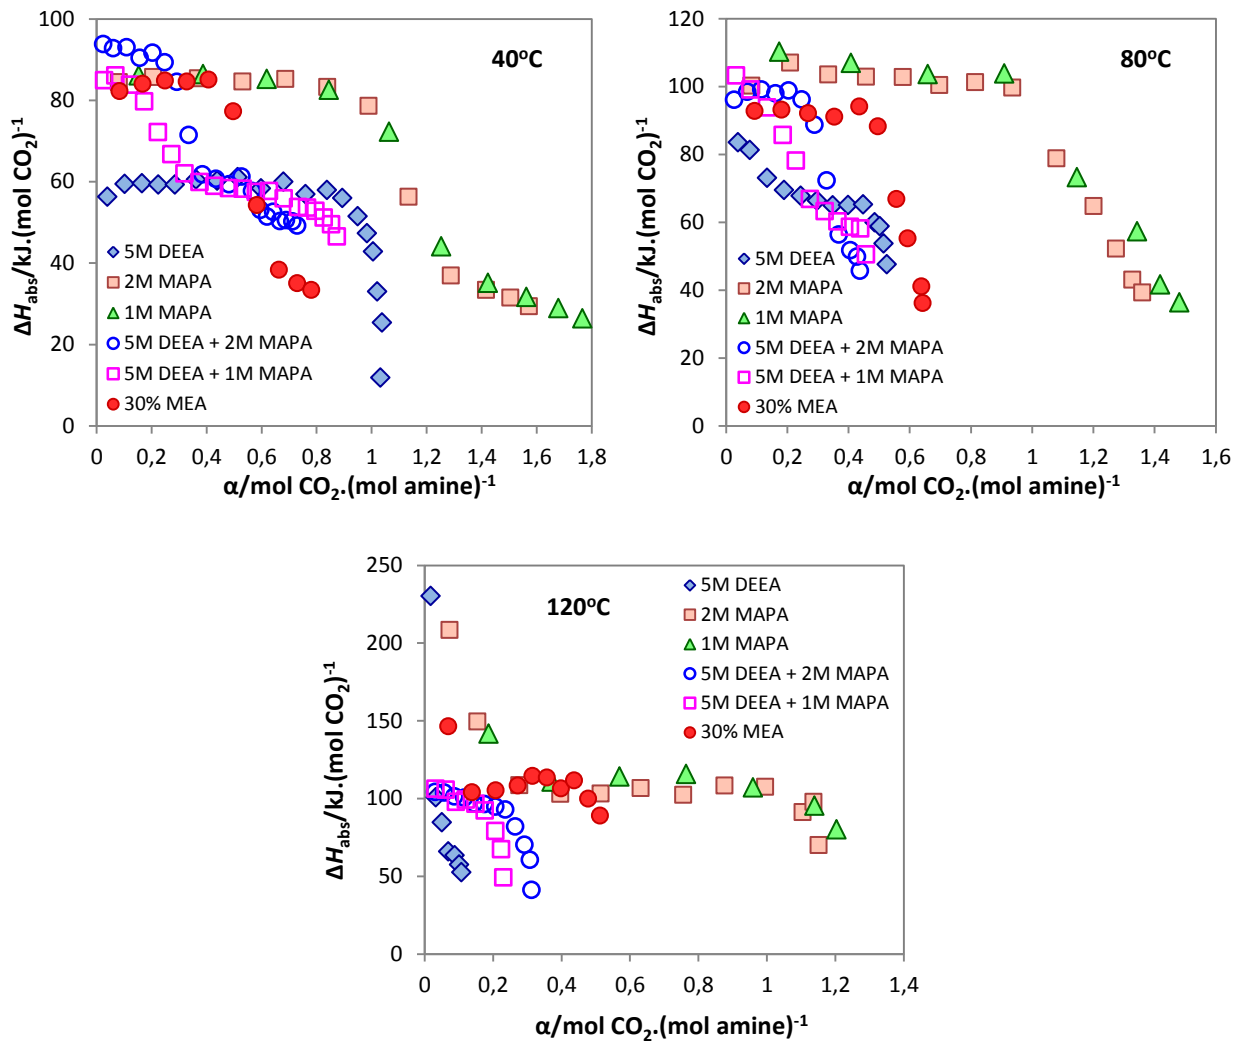 40ºC
ΔHabs/kJ.(mol CO2)-1
100
80
60
40
20
0
5M DEEA
2M MAPA
1M MAPA
5M DEEA + 2M MAPA
5M DEEA + 1M MAPA
30% MEA
0 0,2 0,4 0,6 0,8 1 1,2 1,4 1,6 1,8
α/mol CO2.(mol amine)-1
80ºC
ΔHabs/kJ.(mol CO2)-1
120
100
80
60
40
20
0
5M DEEA
2M MAPA
1M MAPA
5M DEEA + 2M MAPA
5M DEEA + 1M MAPA
30% MEA
0 0,2 0,4 0,6 0,8 1 1,2 1,4 1,6
α/mol CO2.(mol amine)-1
120ºC
ΔHabs/kJ.(mol CO2)-1
250
200
150
100
50
0
5M DEEA
2M MAPA
1M MAPA
5M DEEA + 2M MAPA
5M DEEA + 1M MAPA
30% MEA
0 0,2 0,4 0,6 0,8 1 1,2 1,4
α/mol CO2.(mol amine)-1